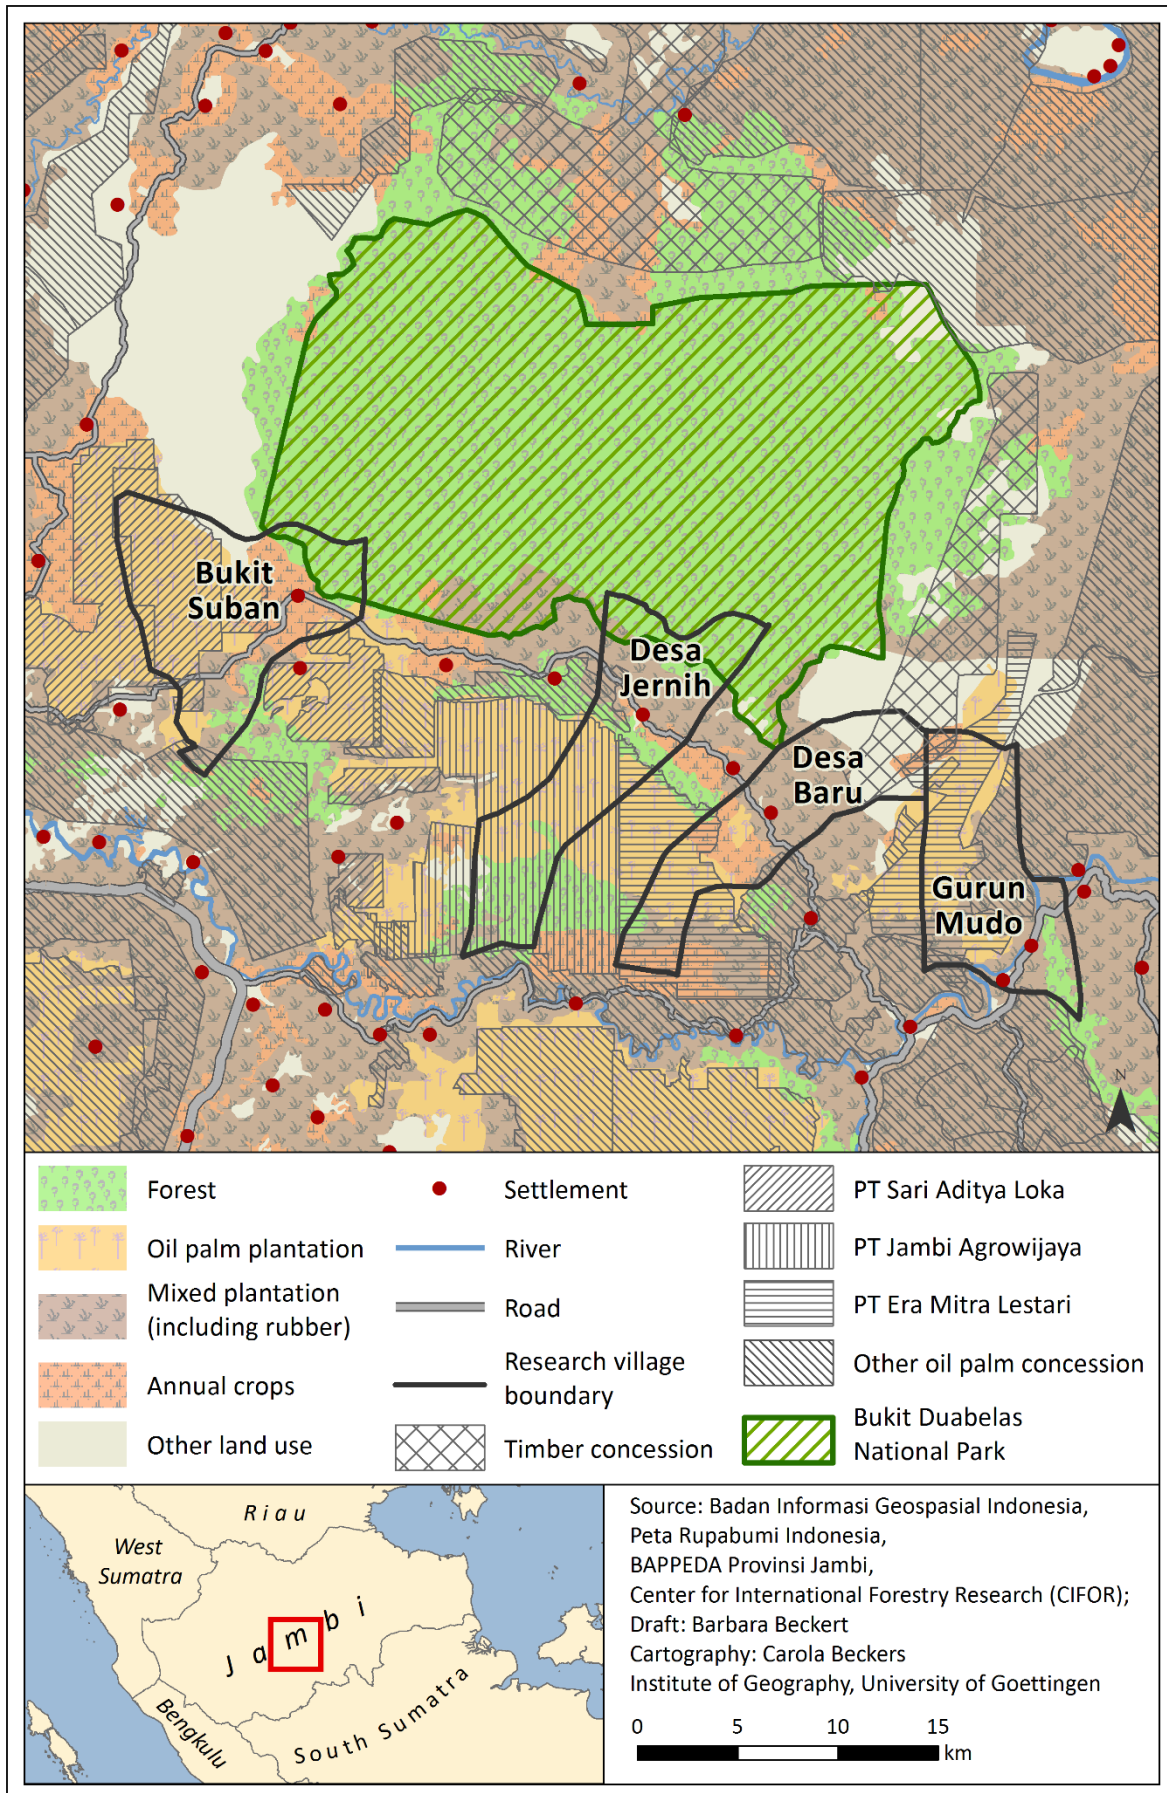 Bukit
Suban
Desa
Jernih
Desa
Baru
Gurun
Mudo
N
Forest
Oil palm plantation
Mixed plantation
(including rubber)
Annual crops
Other land use
Settlement
River
Road
Research village
boundary
Timber concession
PT Sari Aditya Loka
PT Jambi Agrowijaya
PT Era Mitra Lestari
Other oil palm concession
Bukit Duabelas
National Park
Riau
West
Sumatra
Jambi
Bengkulu
South Sumatra
Source: Badan Informasi Geospasial Indonesia,
Peta Rupabumi Indonesia,
BAPPEDA Provinsi Jambi,
Center for International Forestry Research (CIFOR);
Draft: Barbara Beckert
Cartography: Carola Beckers
Institute of Geography, University of Goettingen
0 5 10 15
km